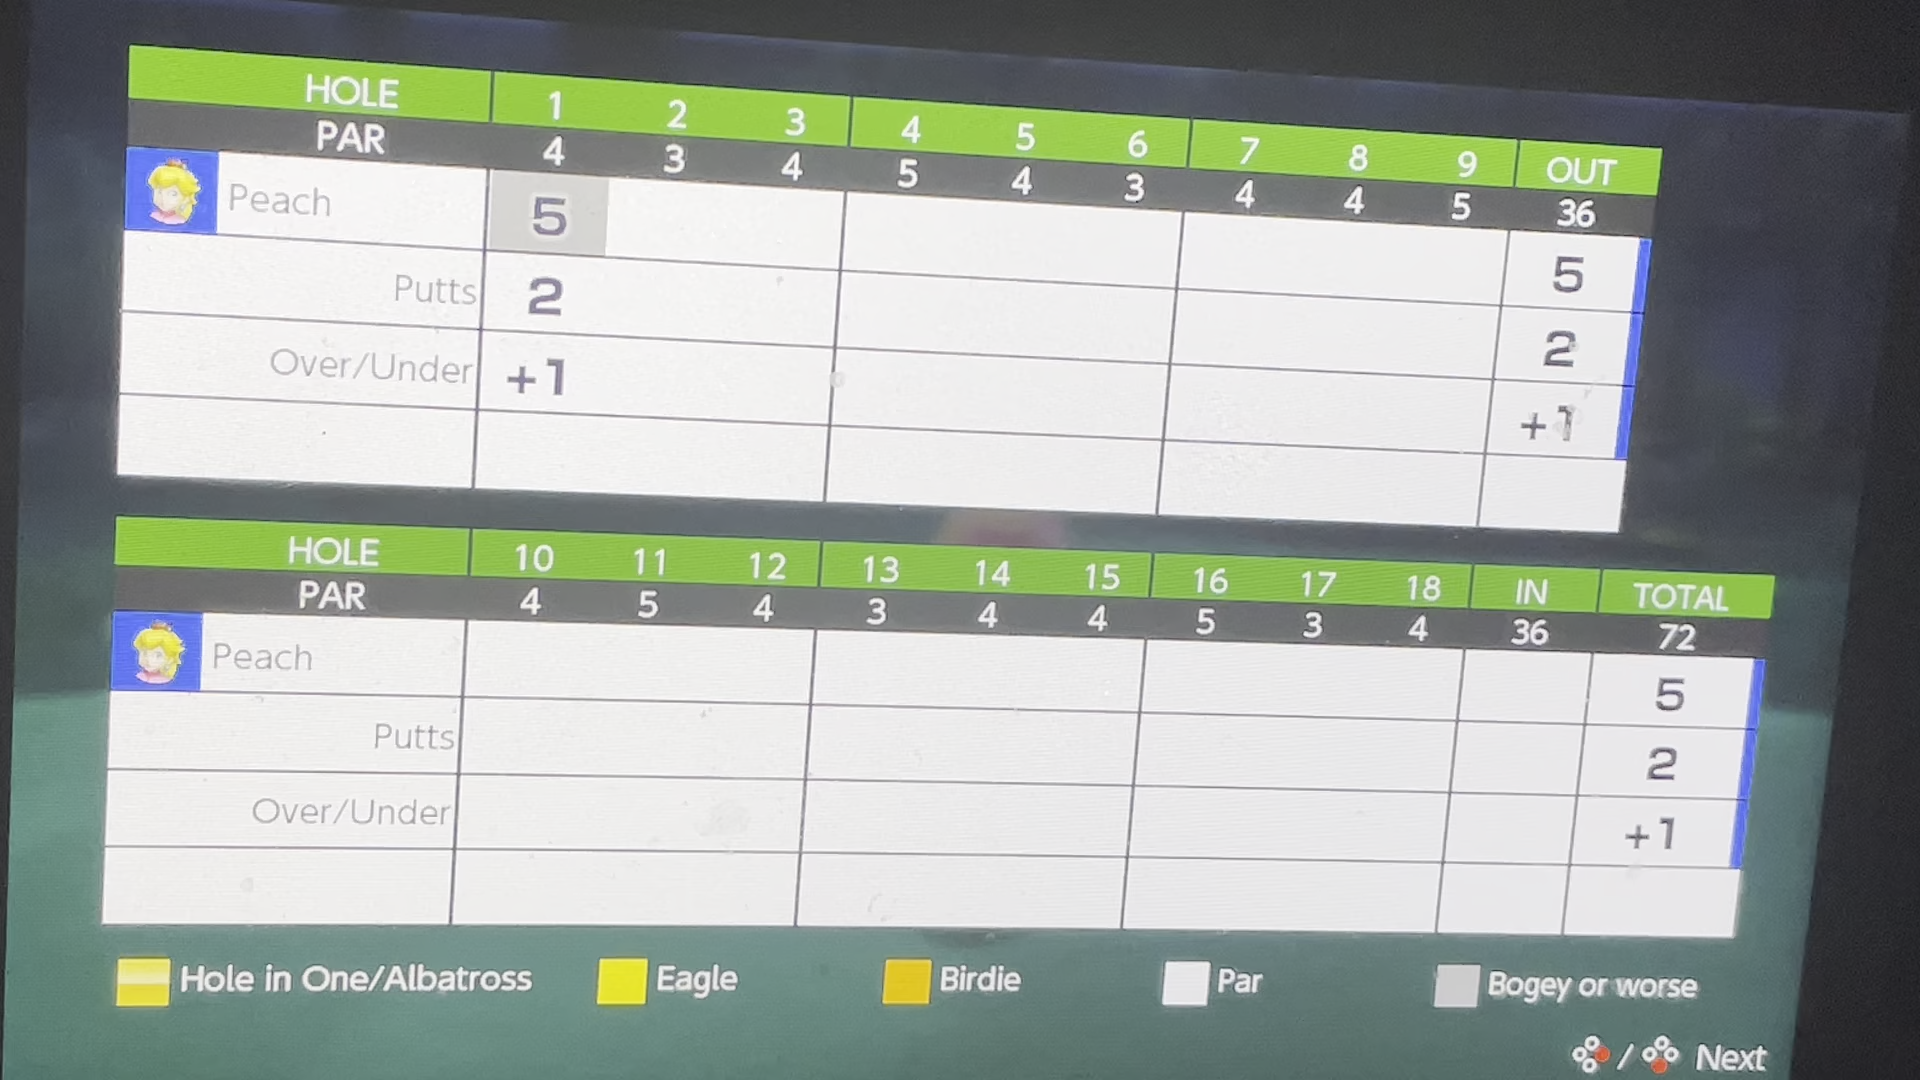 HOLE 1 2 3 4 5 6 7 8 9 OUT
PAR 4 3 4 5 4 3 4 4 5 36
Peach 5 5
Putts 2 2
Over/Under +1 +1
HOLE 10 11 12 13 14 15 16 17 18 IN TOTAL
PAR 4 5 4 3 4 4 5 3 4 36 72
Peach 5
Putts 2
Over/Under +1
Hole in One/Albatross Eagle Birdie Par Bogey or worse
/ Next